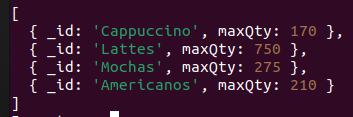 [
  { _id: 'Cappuccino', maxQty: 170 },
  { _id: 'Lattes', maxQty: 750 },
  { _id: 'Mochas', maxQty: 275 },
  { _id: 'Americanos', maxQty: 210 }
]